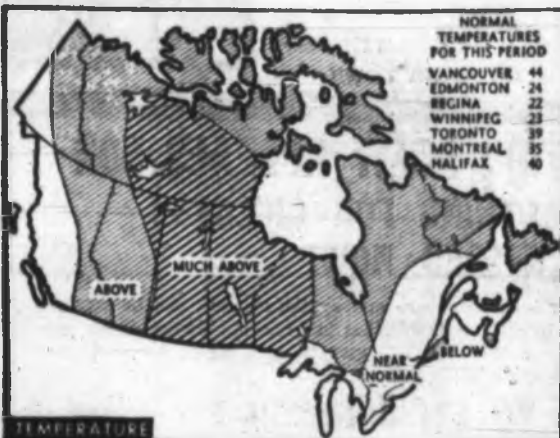 NORMAL
TEMPERATURES
FOR THIS PERIOD
VANCOUVER 44
EDMONTON 24
REGINA 22
WINNIPEG 23
TORONTO 39
MONTREAL 35
HALIFAX 40
ABOVE
MUCH ABOVE
NEAR
NORMAL
BELOW
TEMPERATURE